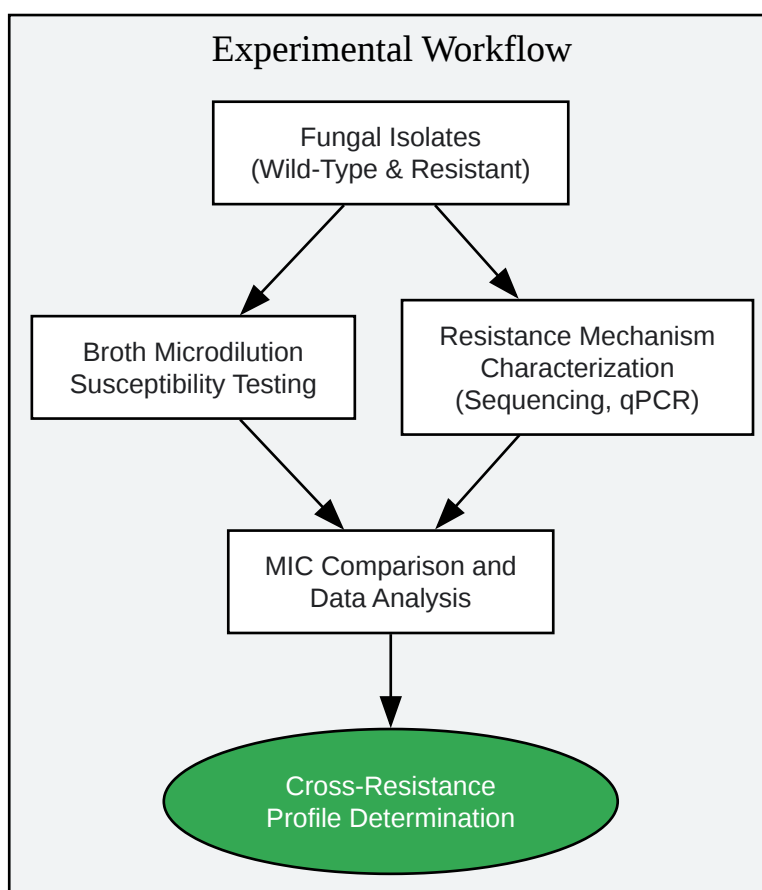 Experimental Workflow
Fungal Isolates
(Wild-Type & Resistant)
Broth Microdilution
Susceptibility Testing
Resistance Mechanism
Characterization
(Sequencing, qPCR)
MIC Comparison and
Data Analysis
Cross-Resistance
Profile Determination